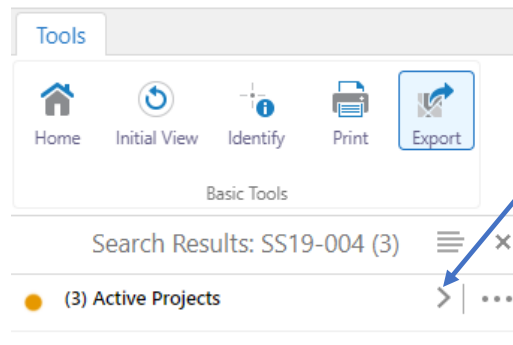 Tools
Home Initial View Identify Print Export
Basic Tools
Search Results: SS19-004 (3)
(3) Active Projects